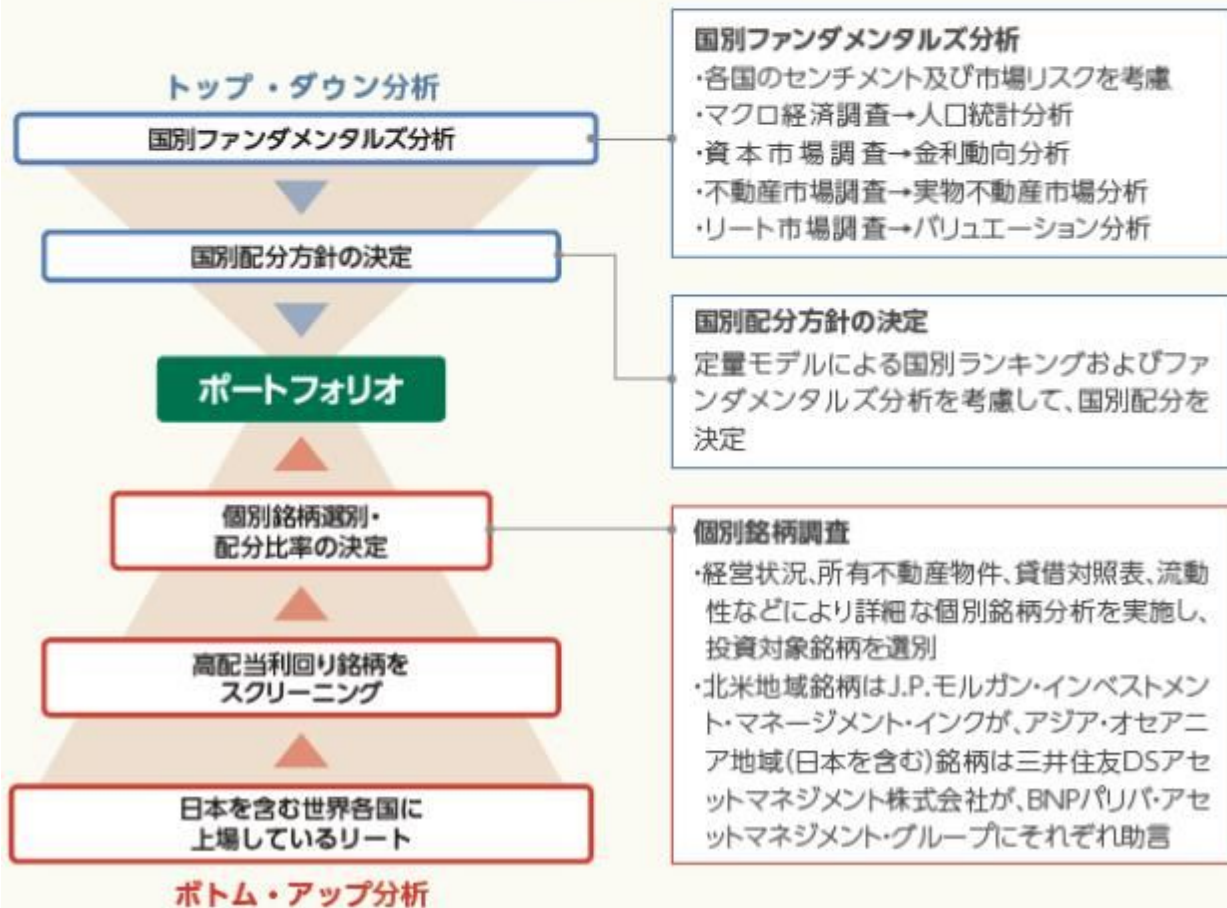 トップ・ダウン分析
国別ファンダメンタルズ分析
国別配分方針の決定
ポートフォリオ
個別銘柄選別・
配分比率の決定
高配当利回り銘柄を
スクリーニング
日本を含む世界各国に
上場しているリート
ボトム・アップ分析
国別ファンダメンタルズ分析
・各国のセンチメント及び市場リスクを考慮
・マクロ経済調査→人口統計分析
・資本市場調査→金利動向分析
・不動産市場調査→実物不動産市場分析
・リート市場調査→バリュエーション分析
国別配分方針の決定
定量モデルによる国別ランキングおよびファ
ンダメンタルズ分析を考慮して、国別配分を
決定
個別銘柄調査
・経営状況、所有不動産物件、貸借対照表、流動
性などにより詳細な個別銘柄分析を実施し、
投資対象銘柄を選別
・北米地域銘柄はJ.P.モルガン・インベストメン
ト・マネージメント・インクが、アジア・オセアニ
ア地域(日本を含む)銘柄は三井住友DSアセ
ットマネジメント株式会社が、BNPパリバ・アセ
ットマネジメント・グループにそれぞれ助言